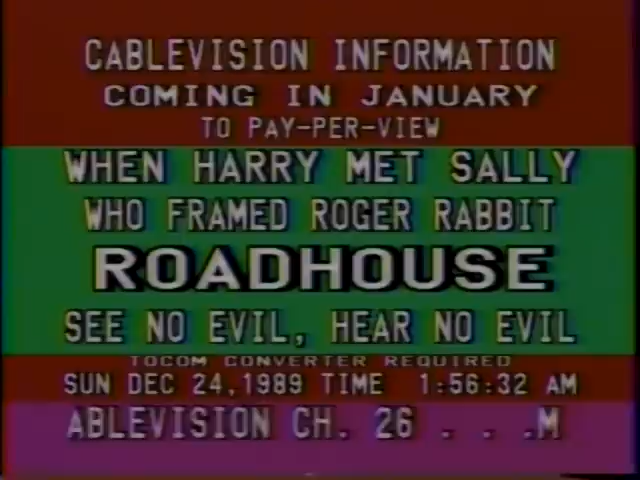 CABLEVISION INFORMATION
COMING IN JANUARY
TO PAY-PER-VIEW
WHEN HARRY MET SALLY
WHO FRAMED ROGER RABBIT
ROADHOUSE
SEE NO EVIL, HEAR NO EVIL
TOCOM CONVERTER REQUIRED
SUN DEC 24,1989 TIME 1:56:32 AM
ABLEVISION CH. 26 . . .M